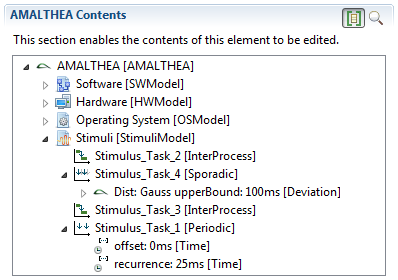 AMALTHEA Contents
This section enables the contents of this element to be edited.
AMALTHEA [AMALTHEA]
Software [SWModel]
Hardware [HWModel]
Operating System [OSModel]
Stimuli [StimuliModel]
Stimulus_Task_2 [InterProcess]
Stimulus_Task_4 [Sporadic]
Dist: Gauss upperBound: 100ms [Deviation]
Stimulus_Task_3 [InterProcess]
Stimulus_Task_1 [Periodic]
offset: 0ms [Time]
recurrence: 25ms [Time]